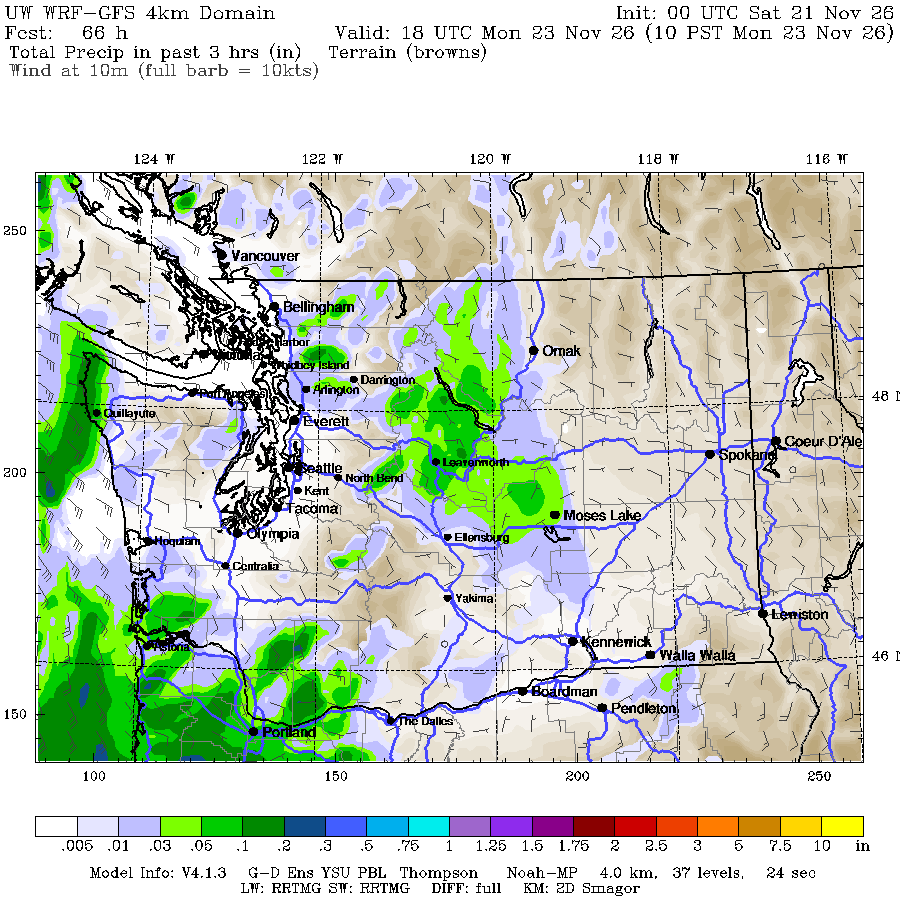 UW WRF-GFS 4km Domain Init: 00 UTC Sat 21 Nov 26
Fcst: 66 h Valid: 18 UTC Mon 23 Nov 26 (10 PST Mon 23 Nov 26)
Total Precip in past 3 hrs (in) Terrain (browns)
Wind at 10m (full barb = 10kts)
124 W 122 W 120 W 118 W 116 W
250
Vancouver
Bellingham
Harbor
Omak
Whidbey Island
Darrington
Arlington
Port Angeles
48 N
Quillayute
Everett
Coeur D'Ale
Spokane
Leavenworth
200
Seattle
North Bend
Kent
Tacoma
Moses Lake
Olympia
Hoquiam
Ellensburg
Centralia
Yakima
Lewiston
Kennewick
Astoria
Walla Walla
46 N
Boardman
Pendleton
150
The Dalles
Portland
100 150 200 250
.005 .01 .03 .05 .1 .2 .3 .5 .75 1 1.25 1.5 1.75 2 2.5 3 5 7.5 10 in
Model Info: V4.1.3 G-D Ens YSU PBL Thompson Noah-MP 4.0 km, 37 levels, 24 sec
LW: RRTMG SW: RRTMG DIFF: full KM: 2D Smagor